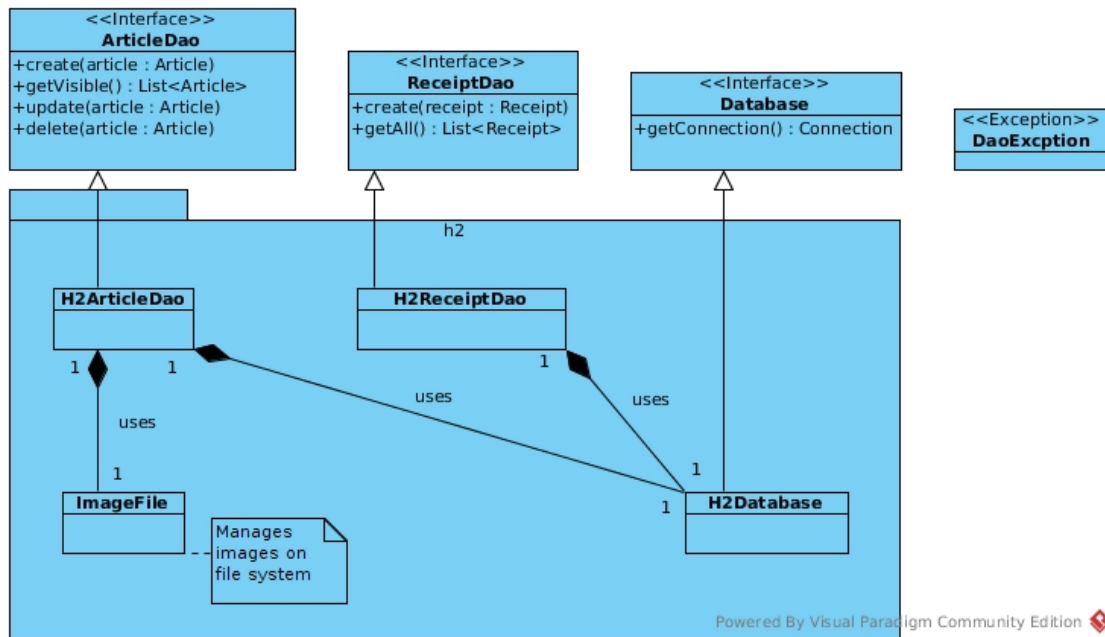 <<Interface>>
ArticleDao
+create(article : Article)
+getVisible() : List<Article>
+update(article : Article)
+delete(article : Article)
<<Interface>>
ReceiptDao
+create(receipt : Receipt)
+getAll() : List<Receipt>
<<Interface>>
Database
+getConnection() : Connection
<<Exception>>
DaoExcption
h2
H2ArticleDao
H2ReceiptDao
1
1
1
uses
uses
uses
1
1
1
ImageFile
H2Database
Manages
images on
file system
Powered By Visual Paradigm Community Edition